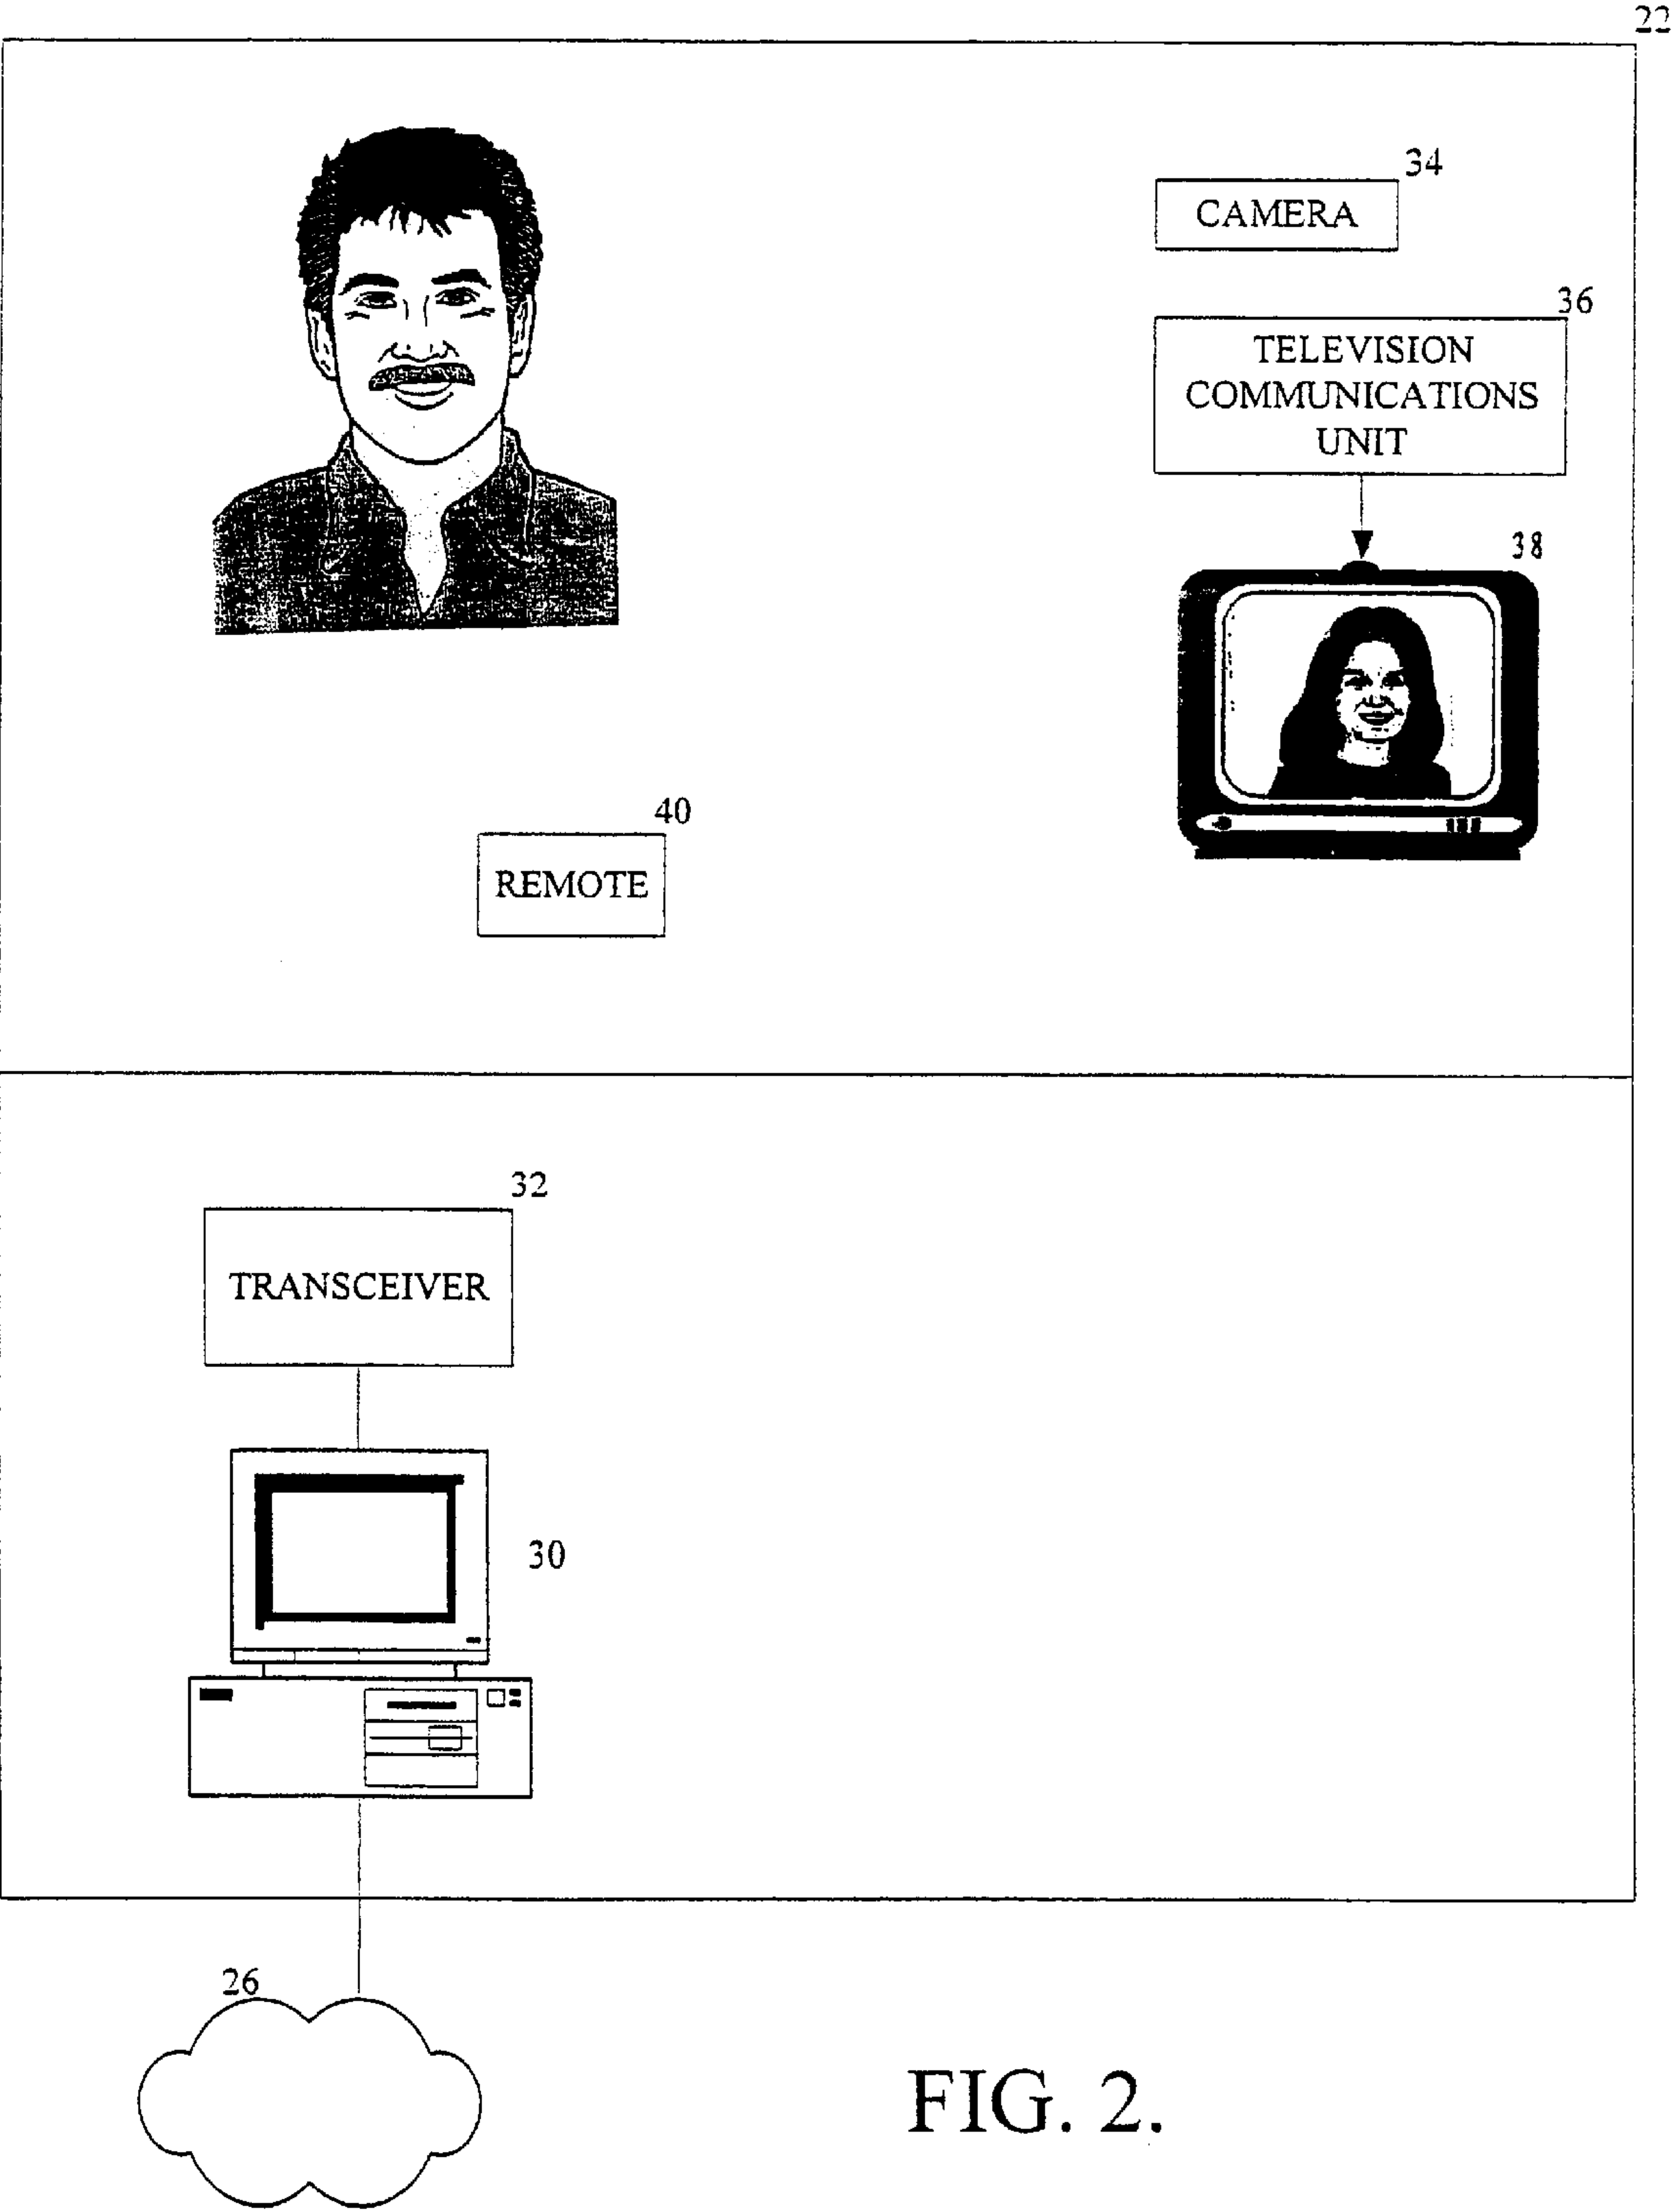 22
34
CAMERA
36
TELEVISION
COMMUNICATIONS
UNIT
38
40
REMOTE
32
TRANSCEIVER
30
26
FIG. 2.